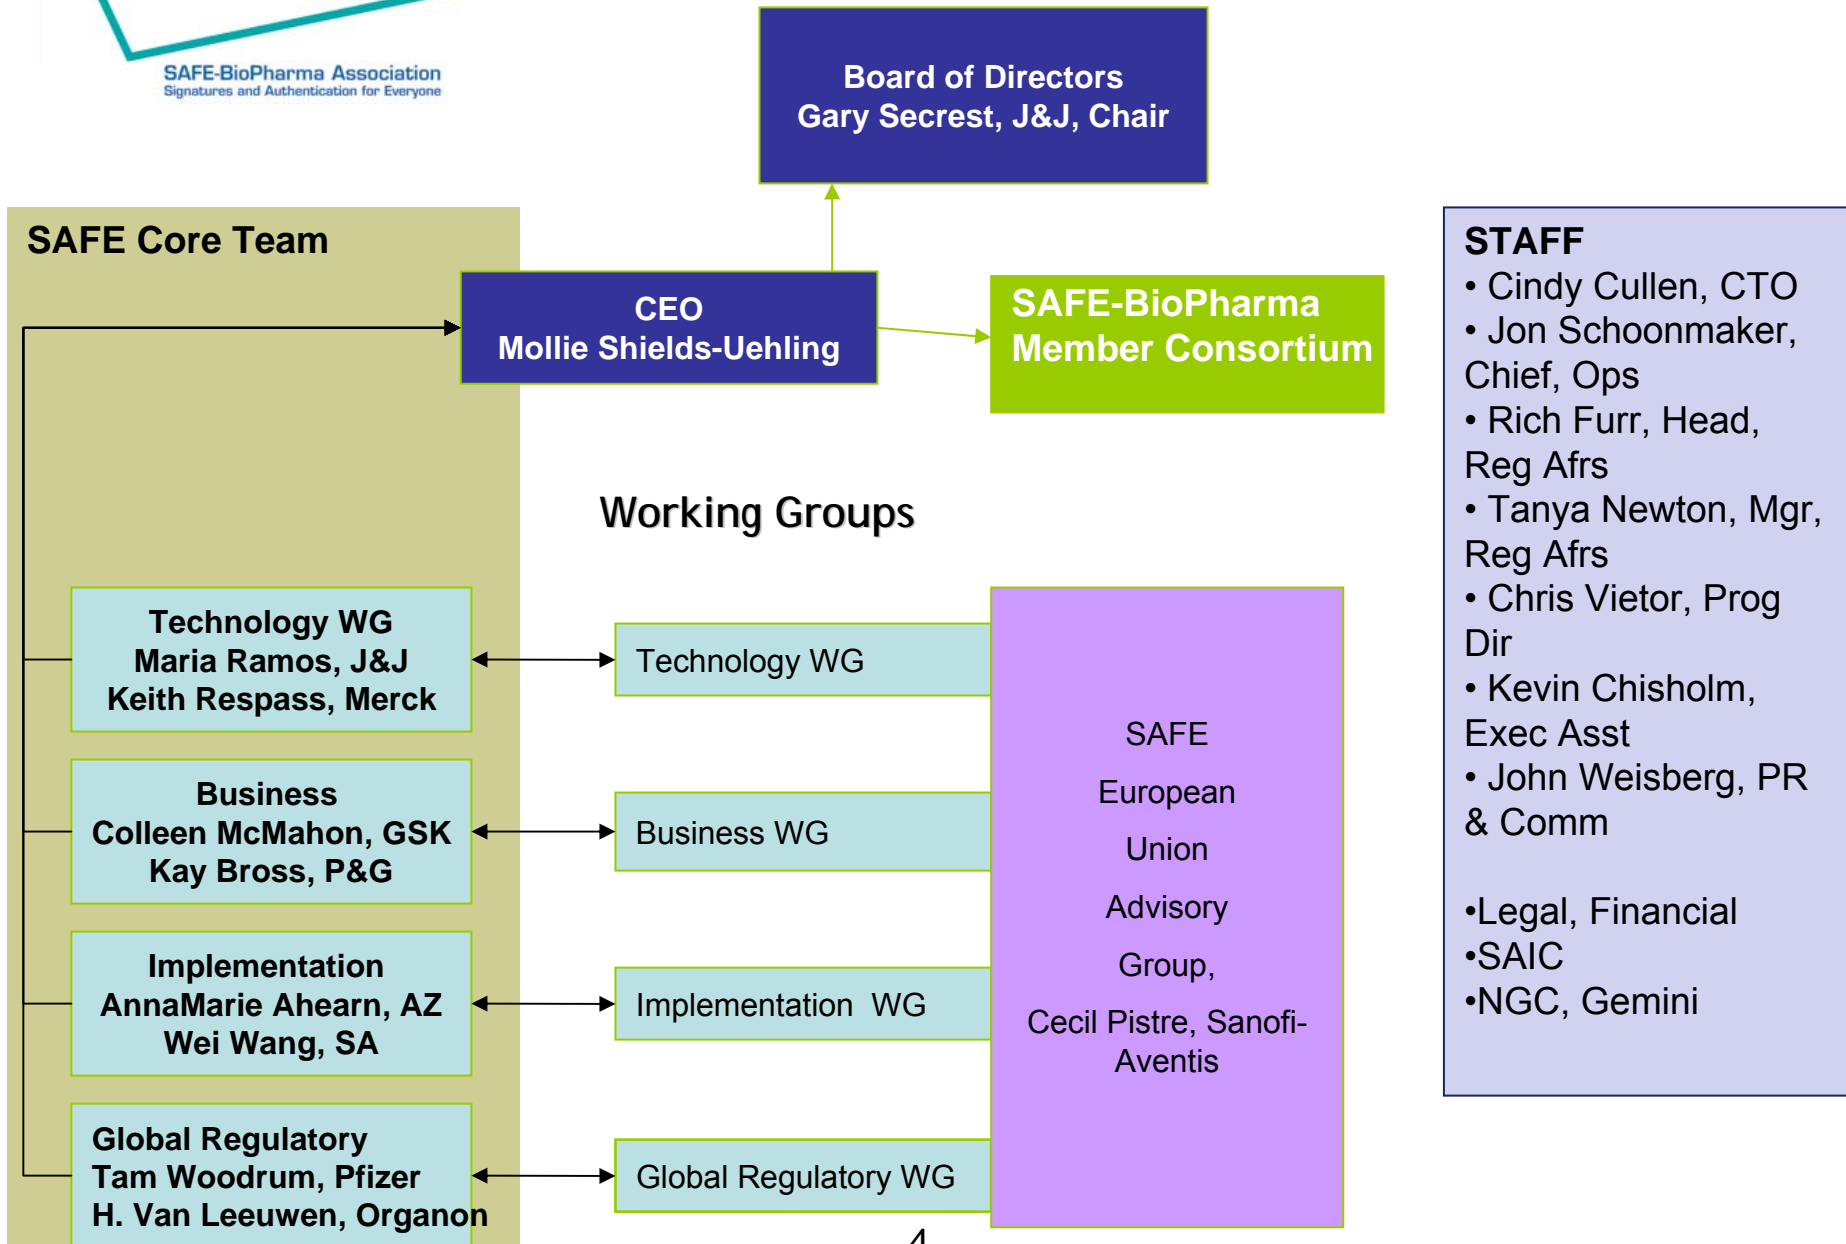 SAFE-BioPharma Association
Signatures and Authentication for Everyone
Board of Directors
Gary Secrest, J&J, Chair
SAFE Core Team
CEO
Mollie Shields-Uehling
SAFE-BioPharma
Member Consortium
Working Groups
Technology WG
Maria Ramos, J&J
Keith Respass, Merck
Technology WG
Business
Colleen McMahon, GSK
Kay Bross, P&G
Business WG
Implementation
AnnaMarie Ahearn, AZ
Wei Wang, SA
Implementation  WG
Global Regulatory
Tam Woodrum, Pfizer
H. Van Leeuwen, Organon
Global Regulatory WG
SAFE
European
Union
Advisory
Group,
Cecil Pistre, Sanofi-
Aventis
STAFF
• Cindy Cullen, CTO
• Jon Schoonmaker,
Chief, Ops
• Rich Furr, Head,
Reg Afrs
• Tanya Newton, Mgr,
Reg Afrs
• Chris Vietor, Prog
Dir
• Kevin Chisholm,
Exec Asst
• John Weisberg, PR
& Comm
•Legal, Financial
•SAIC
•NGC, Gemini
4